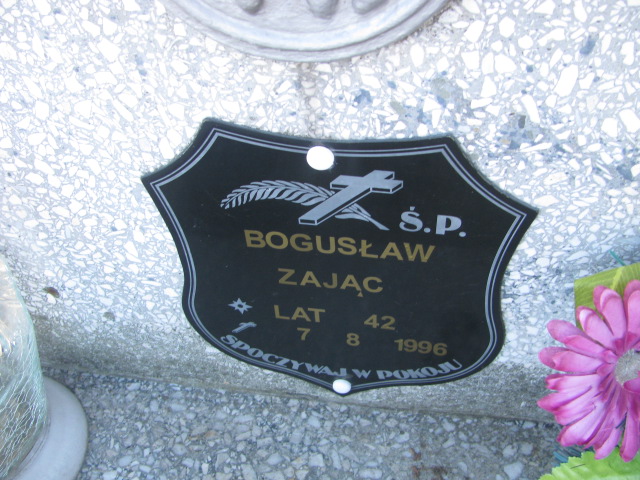 Ś.P.
BOGUSŁAW
ZAJĄC
LAT 42
7 8 1996
SPOCZYWAJ W POKOJU